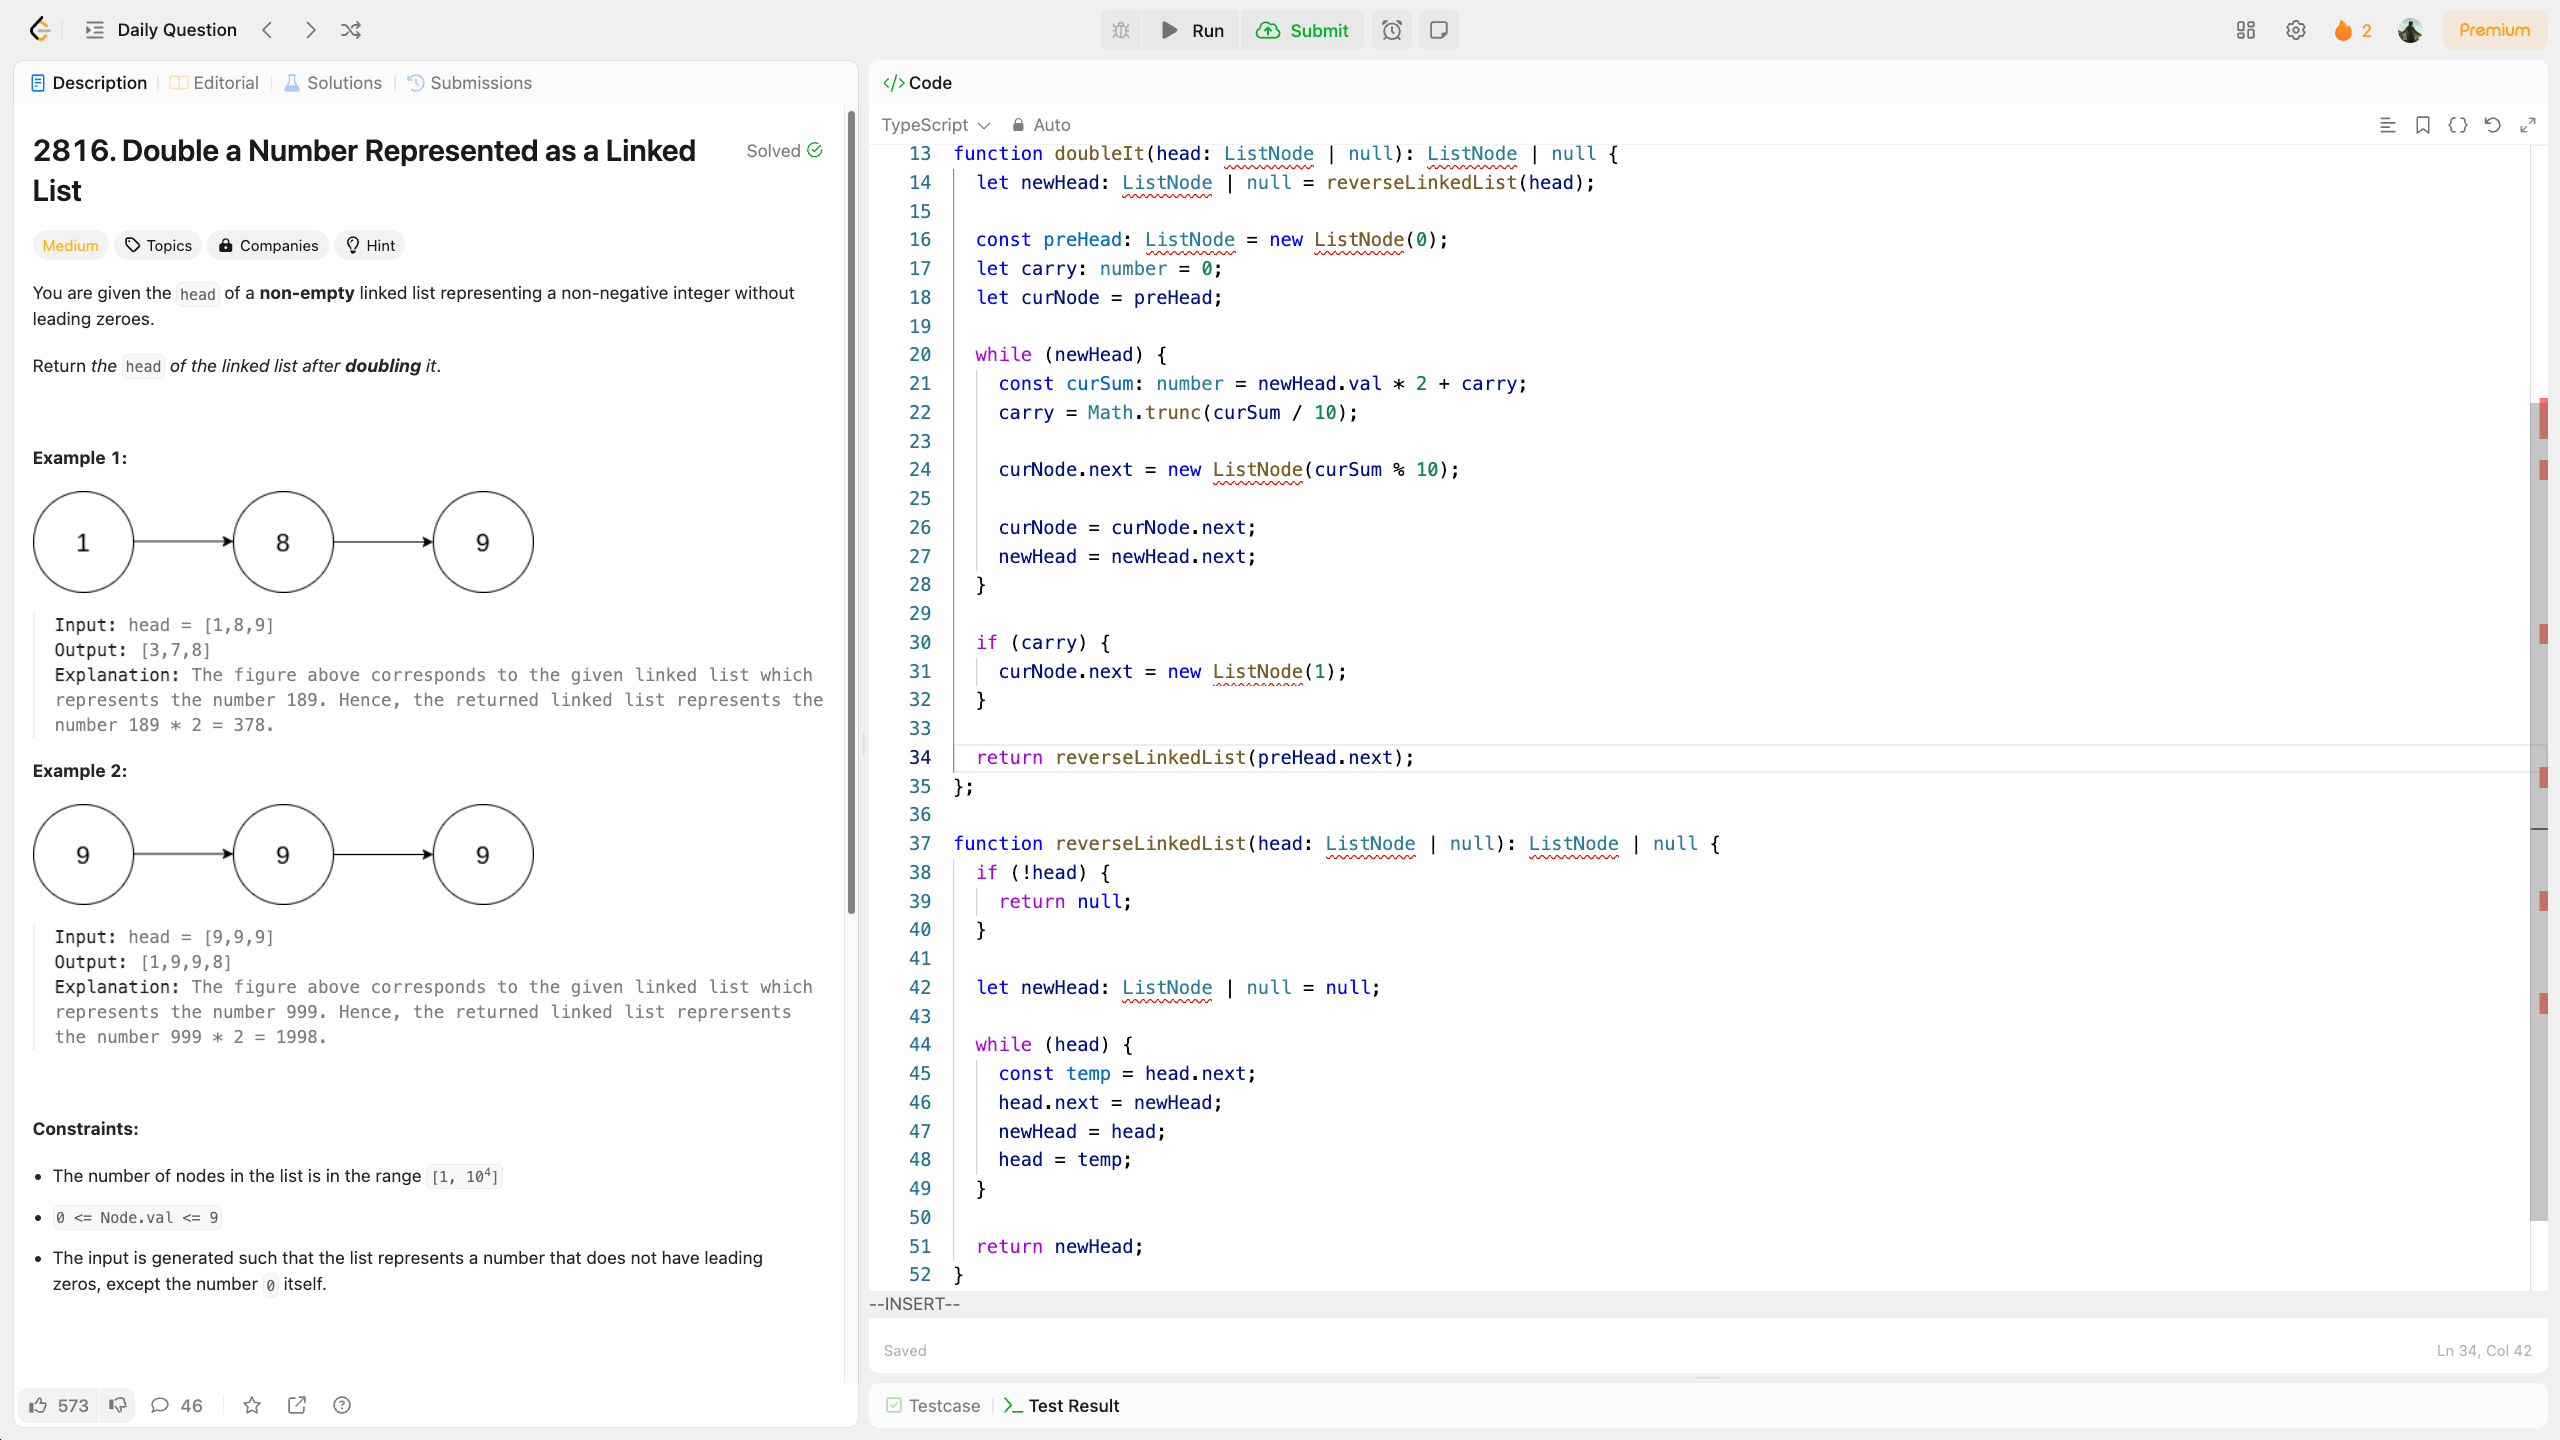 Daily Question
Run
Submit
2
Premium
Description
Editorial
Solutions
Submissions
2816. Double a Number Represented as a Linked
List
Solved
Medium
Topics
Companies
Hint
You are given the head of a non-empty linked list representing a non-negative integer without
leading zeroes.
Return the head of the linked list after doubling it.
Example 1:
1
8
9
Input: head = [1,8,9]
Output: [3,7,8]
Explanation: The figure above corresponds to the given linked list which
represents the number 189. Hence, the returned linked list represents the
number 189 * 2 = 378.
Example 2:
9
9
9
Input: head = [9,9,9]
Output: [1,9,9,8]
Explanation: The figure above corresponds to the given linked list which
represents the number 999. Hence, the returned linked list reprersents
the number 999 * 2 = 1998.
Constraints:
• The number of nodes in the list is in the range [1, 10⁴]
• 0 <= Node.val <= 9
• The input is generated such that the list represents a number that does not have leading
zeros, except the number 0 itself.
573
46
Code
TypeScript
Auto
13 function doubleIt(head: ListNode | null): ListNode | null {
14 let newHead: ListNode | null = reverseLinkedList(head);
15
16 const preHead: ListNode = new ListNode(0);
17 let carry: number = 0;
18 let curNode = preHead;
19
20 while (newHead) {
21 const curSum: number = newHead.val * 2 + carry;
22 carry = Math.trunc(curSum / 10);
23
24 curNode.next = new ListNode(curSum % 10);
25
26 curNode = curNode.next;
27 newHead = newHead.next;
28 }
29
30 if (carry) {
31 curNode.next = new ListNode(1);
32 }
33
34 return reverseLinkedList(preHead.next);
35 };
36
37 function reverseLinkedList(head: ListNode | null): ListNode | null {
38 if (!head) {
39 return null;
40 }
41
42 let newHead: ListNode | null = null;
43
44 while (head) {
45 const temp = head.next;
46 head.next = newHead;
47 newHead = head;
48 head = temp;
49 }
50
51 return newHead;
52 }
--INSERT--
Saved
Ln 34, Col 42
Testcase
Test Result